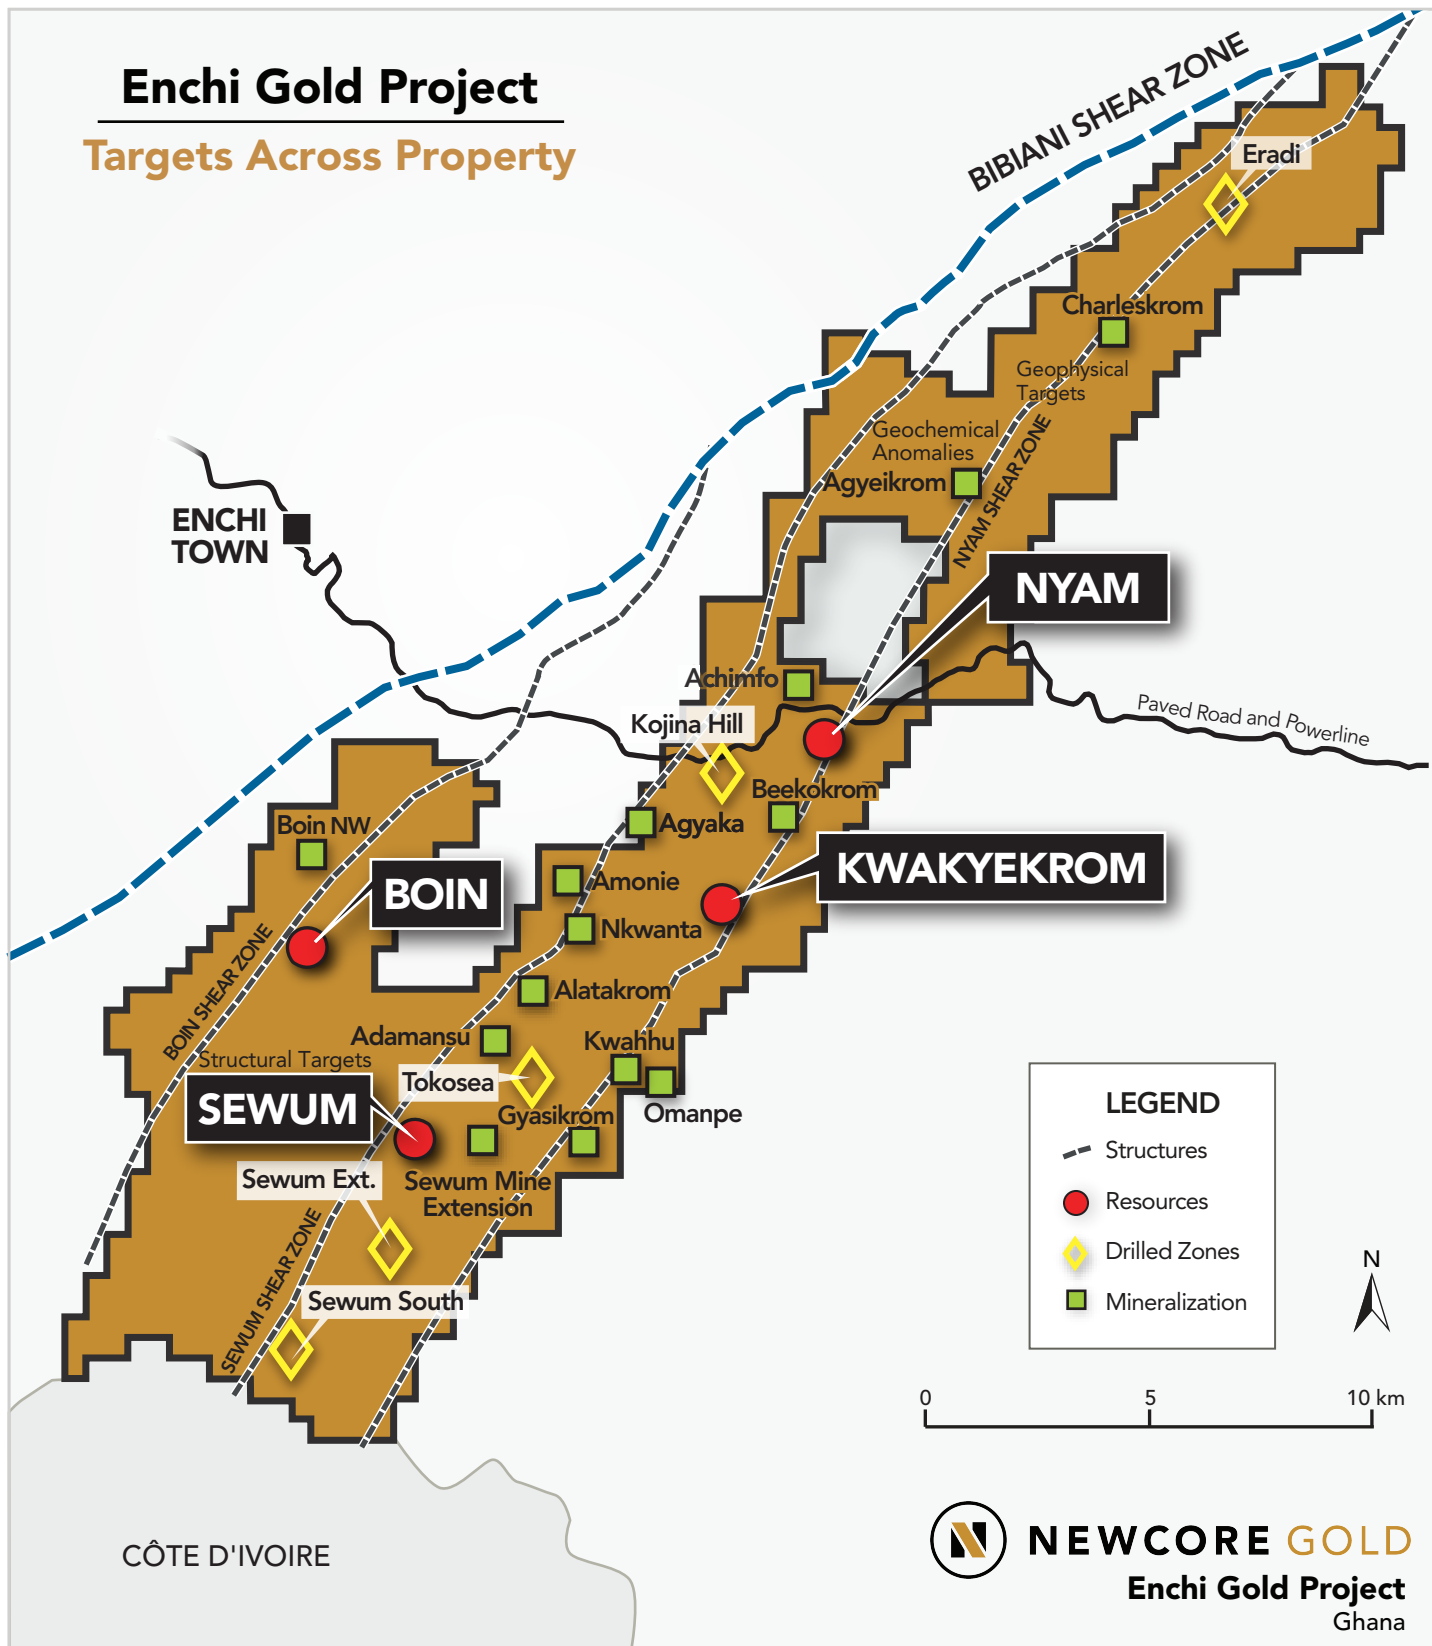 Enchi Gold Project
Targets Across Property
BIBIANI SHEAR ZONE
Eradi
Charleskrom
Geophysical
Targets
Geochemical
Anomalies
Agyeikrom
NYAM SHEAR ZONE
ENCHI
TOWN
NYAM
Achimfo
Kojina Hill
Paved Road and Powerline
Beekokrom
Boin NW
Agyaka
BOIN
Amonie
KWAKYEKROM
Nkwanta
BOIN SHEAR ZONE
Alatakrom
Adamansu
Kwahhu
Structural Targets
Tokosea
SEWUM
Gyasikrom
Omanpe
Sewum Ext.
Sewum Mine
Extension
SEWUM SHEAR ZONE
Sewum South
LEGEND
Structures
Resources
Drilled Zones
Mineralization
N
0 5 10 km
CÔTE D'IVOIRE
NEWCORE GOLD
Enchi Gold Project
Ghana